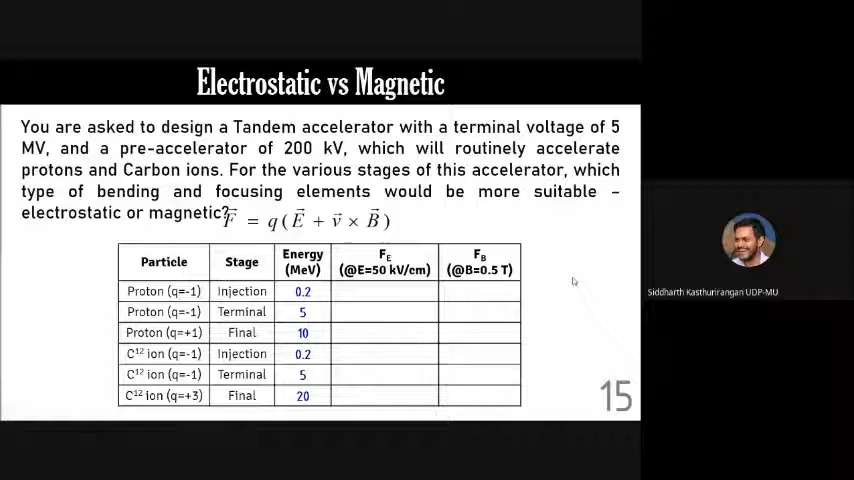 Electrostatic vs Magnetic
You are asked to design a Tandem accelerator with a terminal voltage of 5
MV, and a pre-accelerator of 200 kV, which will routinely accelerate
protons and Carbon ions. For the various stages of this accelerator, which
type of bending and focusing elements would be more suitable –
electrostatic or magnetic?
F⃗ = q ( E⃗ + v⃗ × B⃗ )
Particle Stage Energy (MeV) F_E (@E=50 kV/cm) F_B (@B=0.5 T)
Proton (q=-1) Injection 0.2
Proton (q=-1) Terminal 5
Proton (q=+1) Final 10
C¹² ion (q=-1) Injection 0.2
C¹² ion (q=-1) Terminal 5
C¹² ion (q=+3) Final 20
15
Siddharth Kasthurirangan UDP-MU